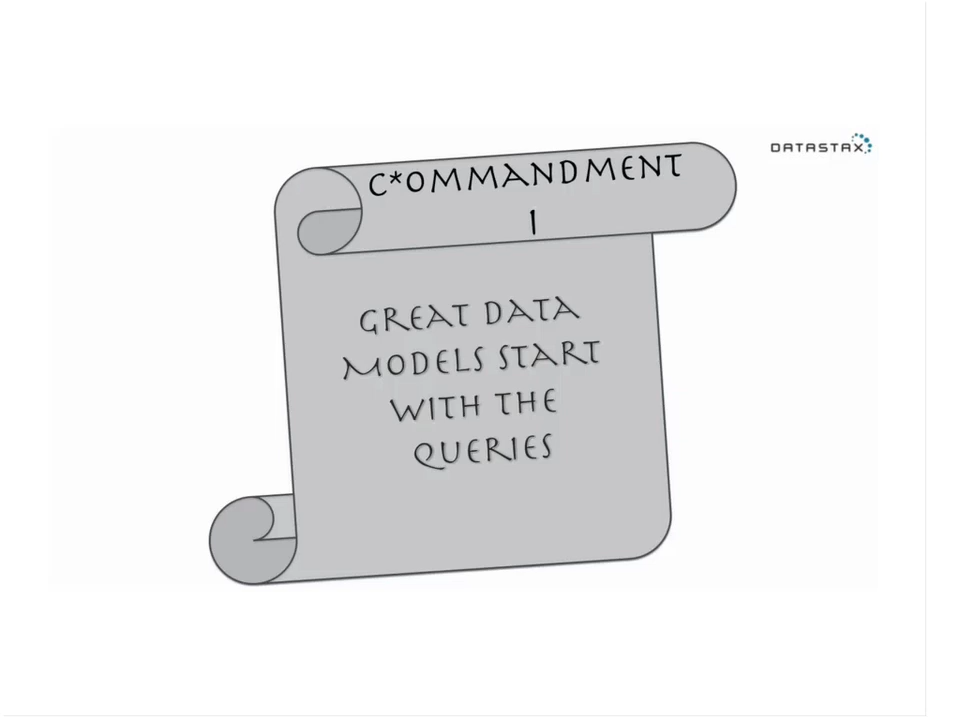 DATASTAX
C*OMMANDMENT
1
GREAT DATA
MODELS START
WITH THE
QUERIES